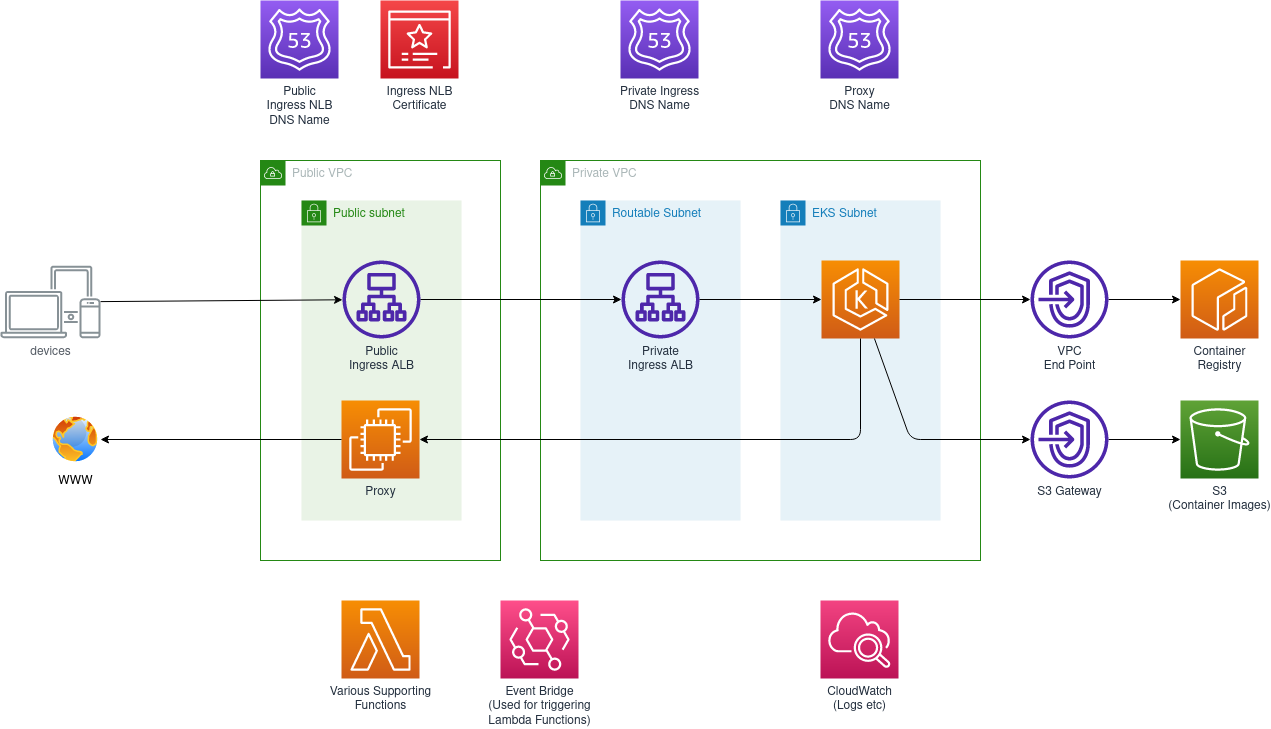 53
53
53
Public
Ingress NLB
DNS Name
Ingress NLB
Certificate
Private Ingress
DNS Name
Proxy
DNS Name
Public VPC
Private VPC
Public subnet
Routable Subnet
EKS Subnet
K
devices
Public
Ingress ALB
Private
Ingress ALB
VPC
End Point
Container
Registry
www
Proxy
S3 Gateway
S3
(Container Images)
Various Supporting
Functions
Event Bridge
(Used for triggering
Lambda Functions)
CloudWatch
(Logs etc)